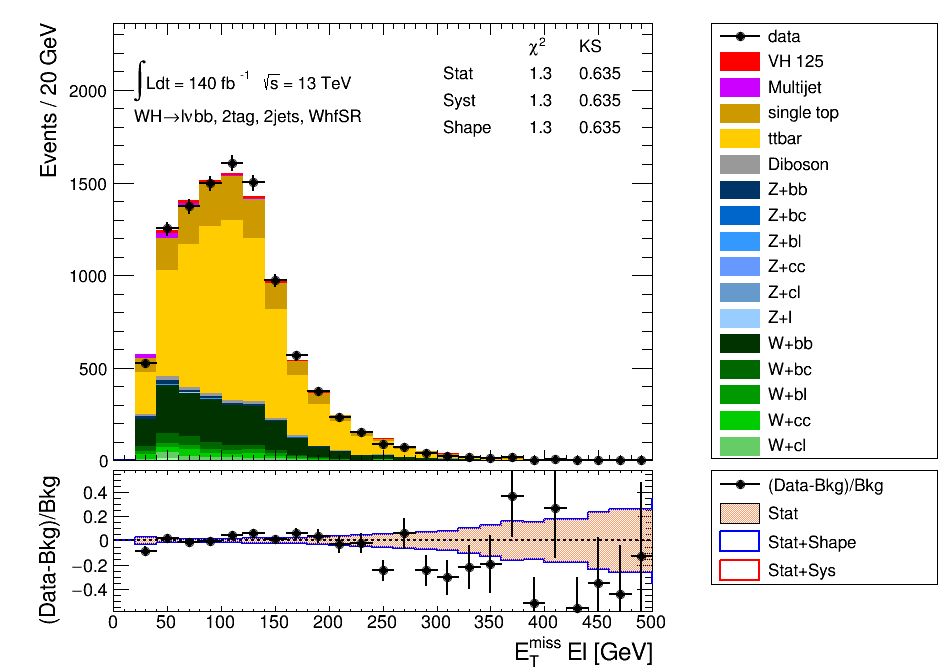 Events / 20 GeV
2000
1500
1000
500
0
∫Ldt = 140 fb⁻¹ √s = 13 TeV
WH→lνbb, 2tag, 2jets, WhfSR
χ² KS
Stat 1.3 0.635
Syst 1.3 0.635
Shape 1.3 0.635
data
VH 125
Multijet
single top
ttbar
Diboson
Z+bb
Z+bc
Z+bl
Z+cc
Z+cl
Z+l
W+bb
W+bc
W+bl
W+cc
W+cl
(Data-Bkg)/Bkg
0.4
0.2
0
−0.2
−0.4
0 50 100 150 200 250 300 350 400 450 500
E_T^miss El [GeV]
(Data-Bkg)/Bkg
Stat
Stat+Shape
Stat+Sys